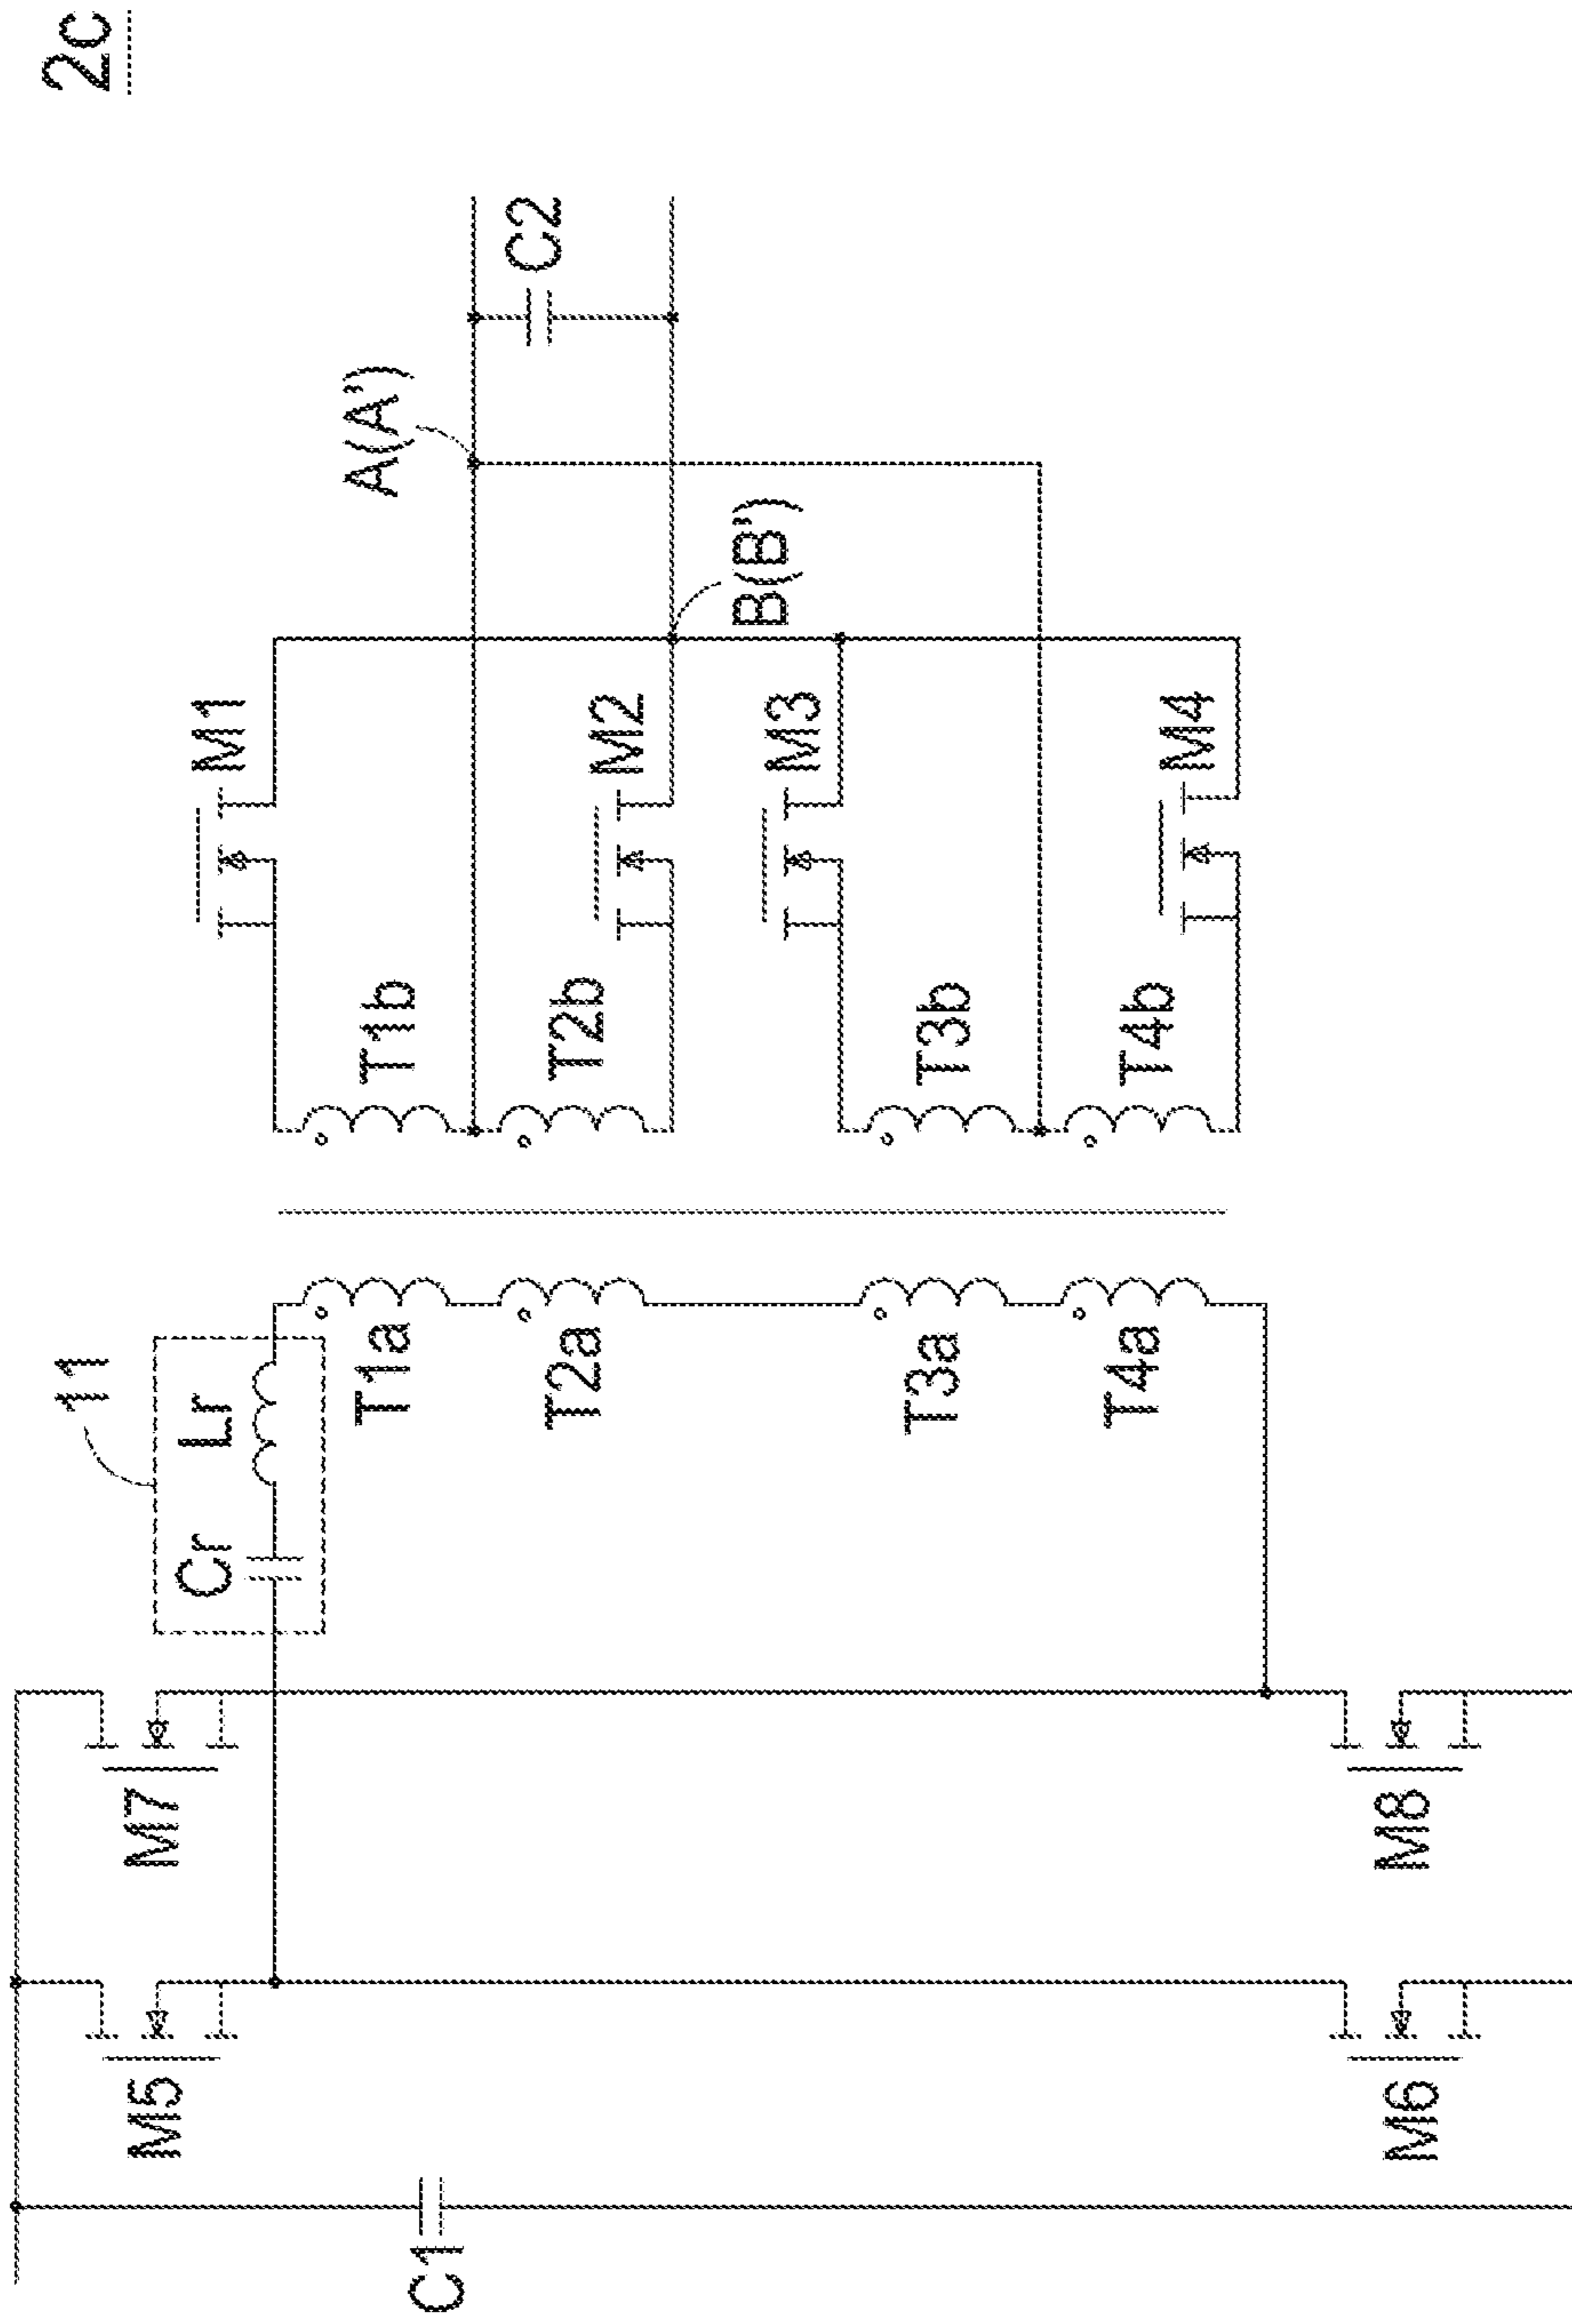 2c
11
Cr
Lr
M7
M5
C1
M6
M8
T1a
T2a
T3a
T4a
T1b
T2b
T3b
T4b
M1
M2
M3
M4
A(A')
B(B')
C2